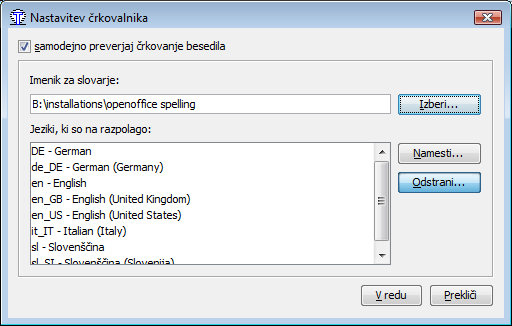 Nastavitev črkovalnika
samodejno preverjaj črkovanje besedila
Imenik za slovarje:
B:\installations\openoffice spelling
Izberi...
Jeziki, ki so na razpolago:
DE - German
de_DE - German (Germany)
en - English
en_GB - English (United Kingdom)
en_US - English (United States)
it_IT - Italian (Italy)
sl - Slovenščina
sl_SI - Slovenščina (Slovenija)
Namesti...
Odstrani...
V redu
Prekliči